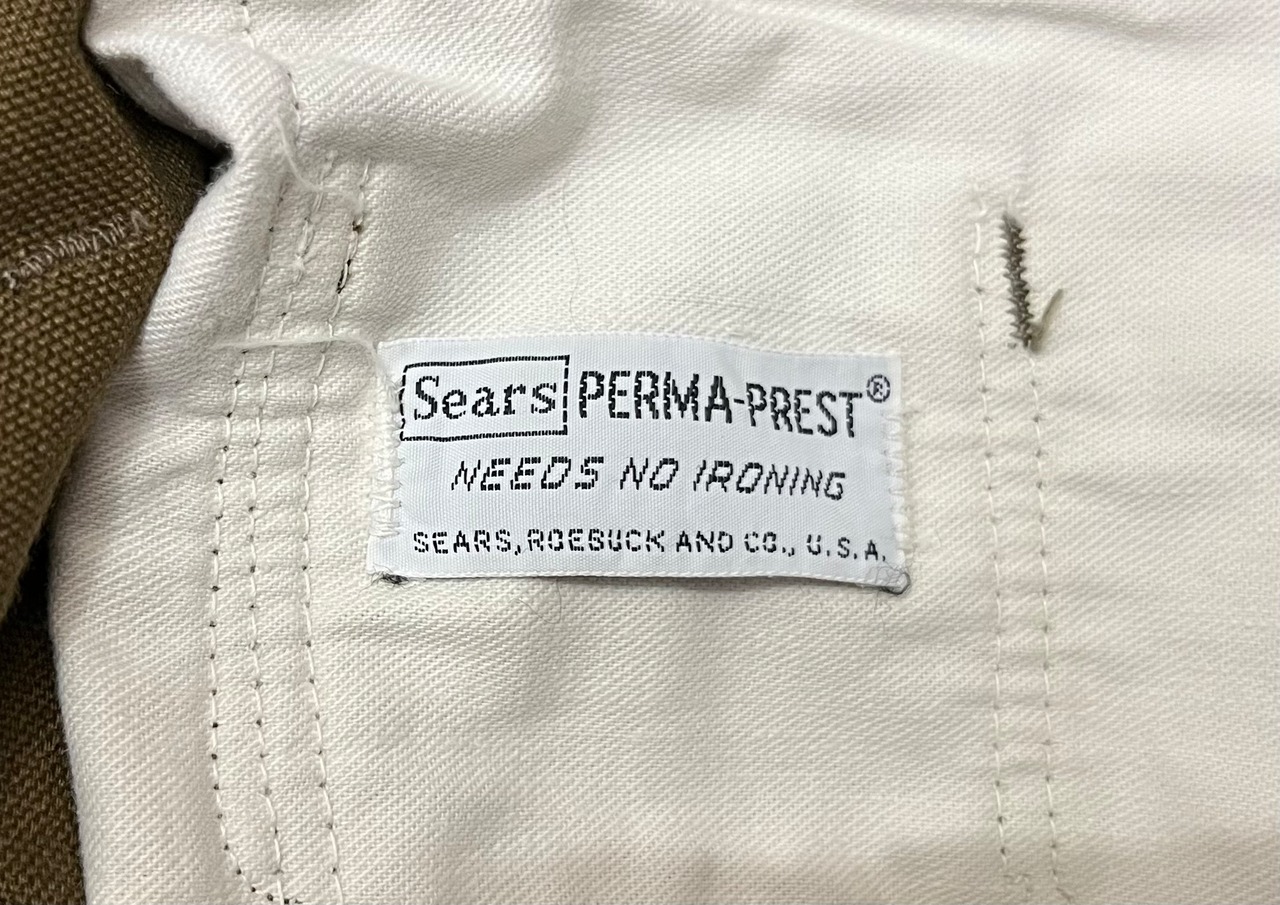 Sears PERMA-PREST®
NEEDS NO IRONING
SEARS, ROEBUCK AND CO., U.S.A.